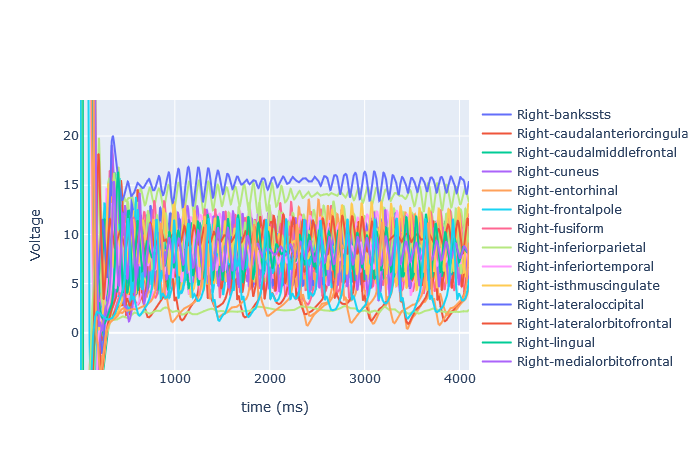 Voltage
20
15
10
5
0
1000
2000
3000
4000
time (ms)
Right-bankssts
Right-caudalanteriorcingula
Right-caudalmiddlefrontal
Right-cuneus
Right-entorhinal
Right-frontalpole
Right-fusiform
Right-inferiorparietal
Right-inferiortemporal
Right-isthmuscingulate
Right-lateraloccipital
Right-lateralorbitofrontal
Right-lingual
Right-medialorbitofrontal